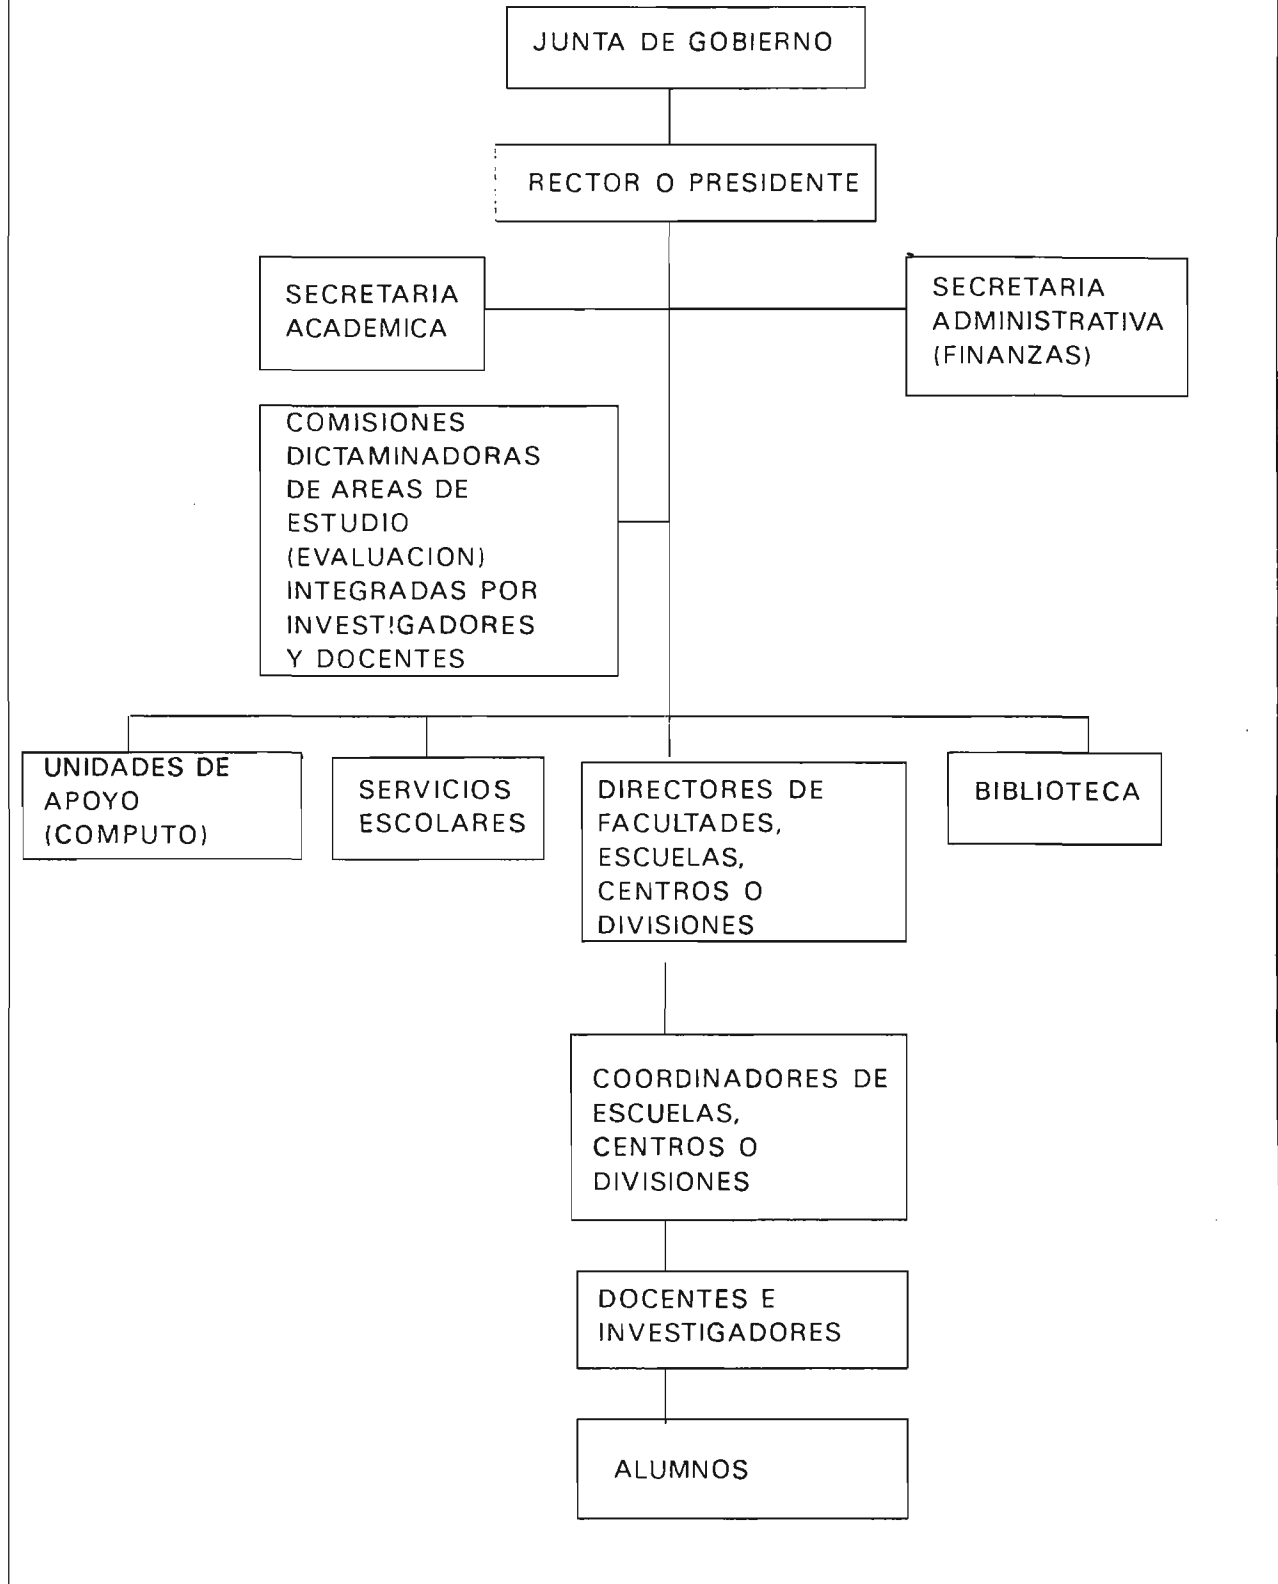 JUNTA DE GOBIERNO
RECTOR O PRESIDENTE
SECRETARIA
ACADEMICA
SECRETARIA
ADMINISTRATIVA
(FINANZAS)
COMISIONES
DICTAMINADORAS
DE AREAS DE
ESTUDIO
(EVALUACION)
INTEGRADAS POR
INVESTIGADORES
Y DOCENTES
UNIDADES DE
APOYO
(COMPUTO)
SERVICIOS
ESCOLARES
DIRECTORES DE
FACULTADES,
ESCUELAS,
CENTROS O
DIVISIONES
BIBLIOTECA
COORDINADORES DE
ESCUELAS,
CENTROS O
DIVISIONES
DOCENTES E
INVESTIGADORES
ALUMNOS